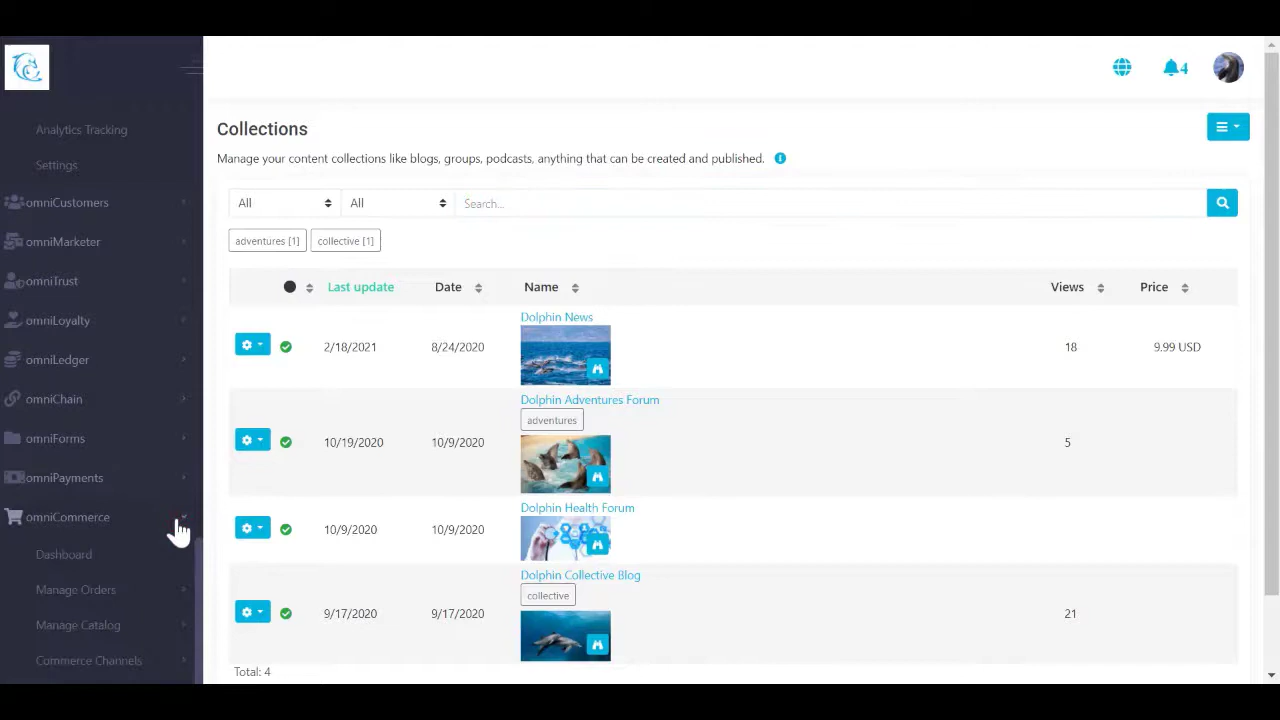 4
Analytics Tracking
Settings
omniCustomers
omniMarketer
omniTrust
omniLoyalty
omniLedger
omniChain
omniForms
omniPayments
omniCommerce
Dashboard
Manage Orders
Manage Catalog
Commerce Channels
Collections
Manage your content collections like blogs, groups, podcasts, anything that can be created and published.
All All Search...
adventures [1] collective [1]
Last update Date Name Views Price
Dolphin News
2/18/2021 8/24/2020 18 9.99 USD
Dolphin Adventures Forum
adventures
10/19/2020 10/9/2020 5
Dolphin Health Forum
10/9/2020 10/9/2020
Dolphin Collective Blog
collective
9/17/2020 9/17/2020 21
Total: 4